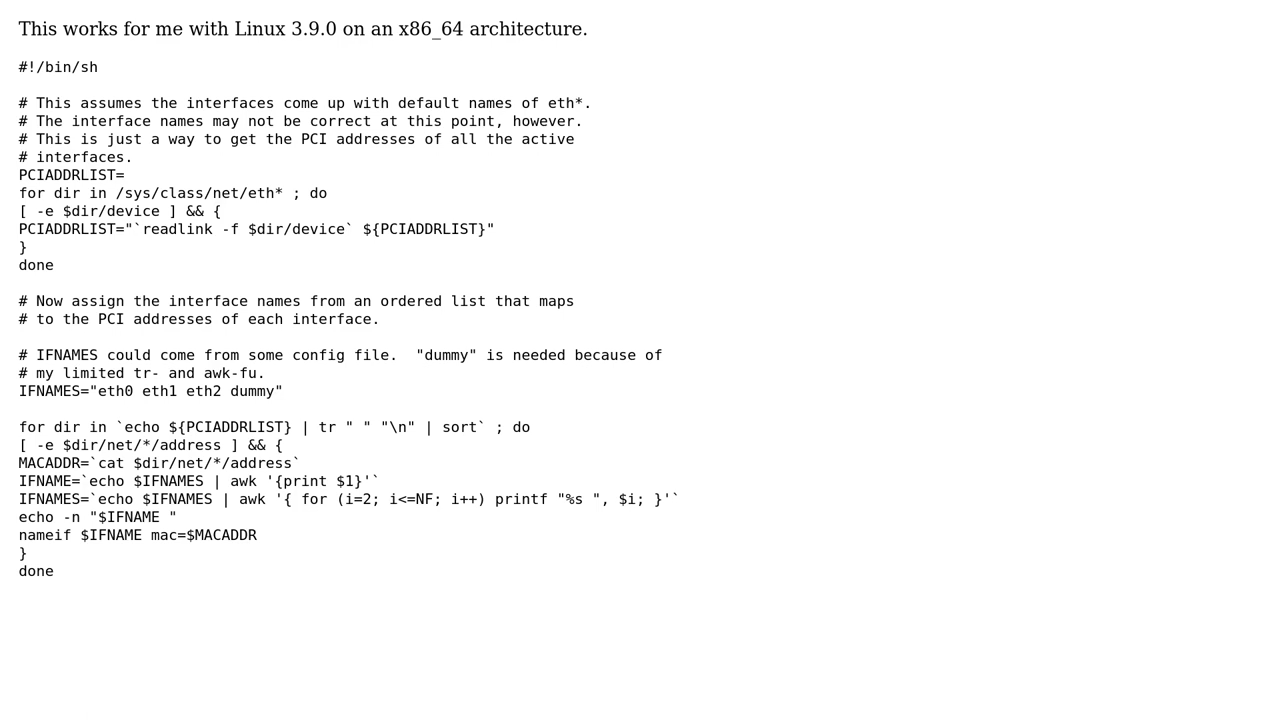 This works for me with Linux 3.9.0 on an x86_64 architecture.
#!/bin/sh
# This assumes the interfaces come up with default names of eth*.
# The interface names may not be correct at this point, however.
# This is just a way to get the PCI addresses of all the active
# interfaces.
PCIADDRLIST=
for dir in /sys/class/net/eth* ; do
[ -e $dir/device ] && {
PCIADDRLIST="`readlink -f $dir/device` ${PCIADDRLIST}"
}
done
# Now assign the interface names from an ordered list that maps
# to the PCI addresses of each interface.
# IFNAMES could come from some config file.  "dummy" is needed because of
# my limited tr- and awk-fu.
IFNAMES="eth0 eth1 eth2 dummy"
for dir in `echo ${PCIADDRLIST} | tr " " "\n" | sort` ; do
[ -e $dir/net/*/address ] && {
MACADDR=`cat $dir/net/*/address`
IFNAME=`echo $IFNAMES | awk '{print $1}'`
IFNAMES=`echo $IFNAMES | awk '{ for (i=2; i<=NF; i++) printf "%s ", $i; }'`
echo -n "$IFNAME "
nameif $IFNAME mac=$MACADDR
}
done